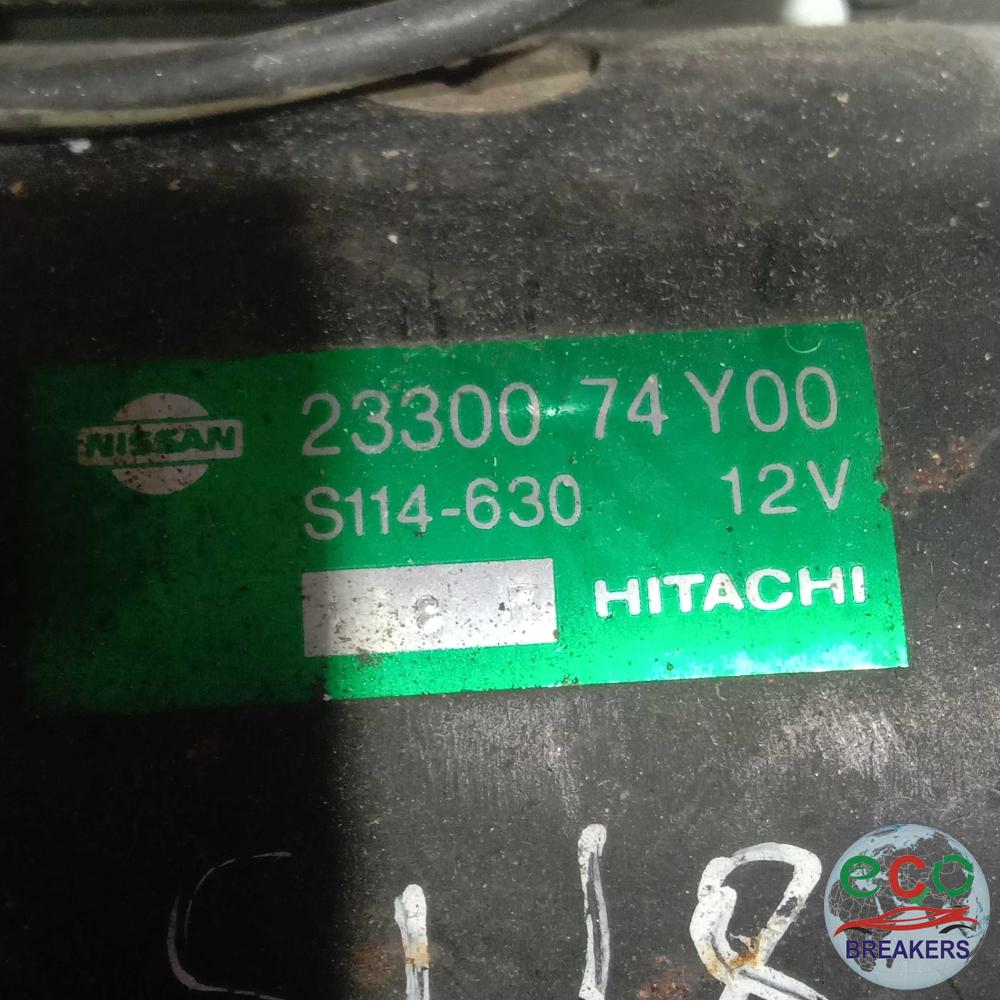 NISSAN
23300 74Y00
S114-630 12V
HITACHI
eco
BREAKERS